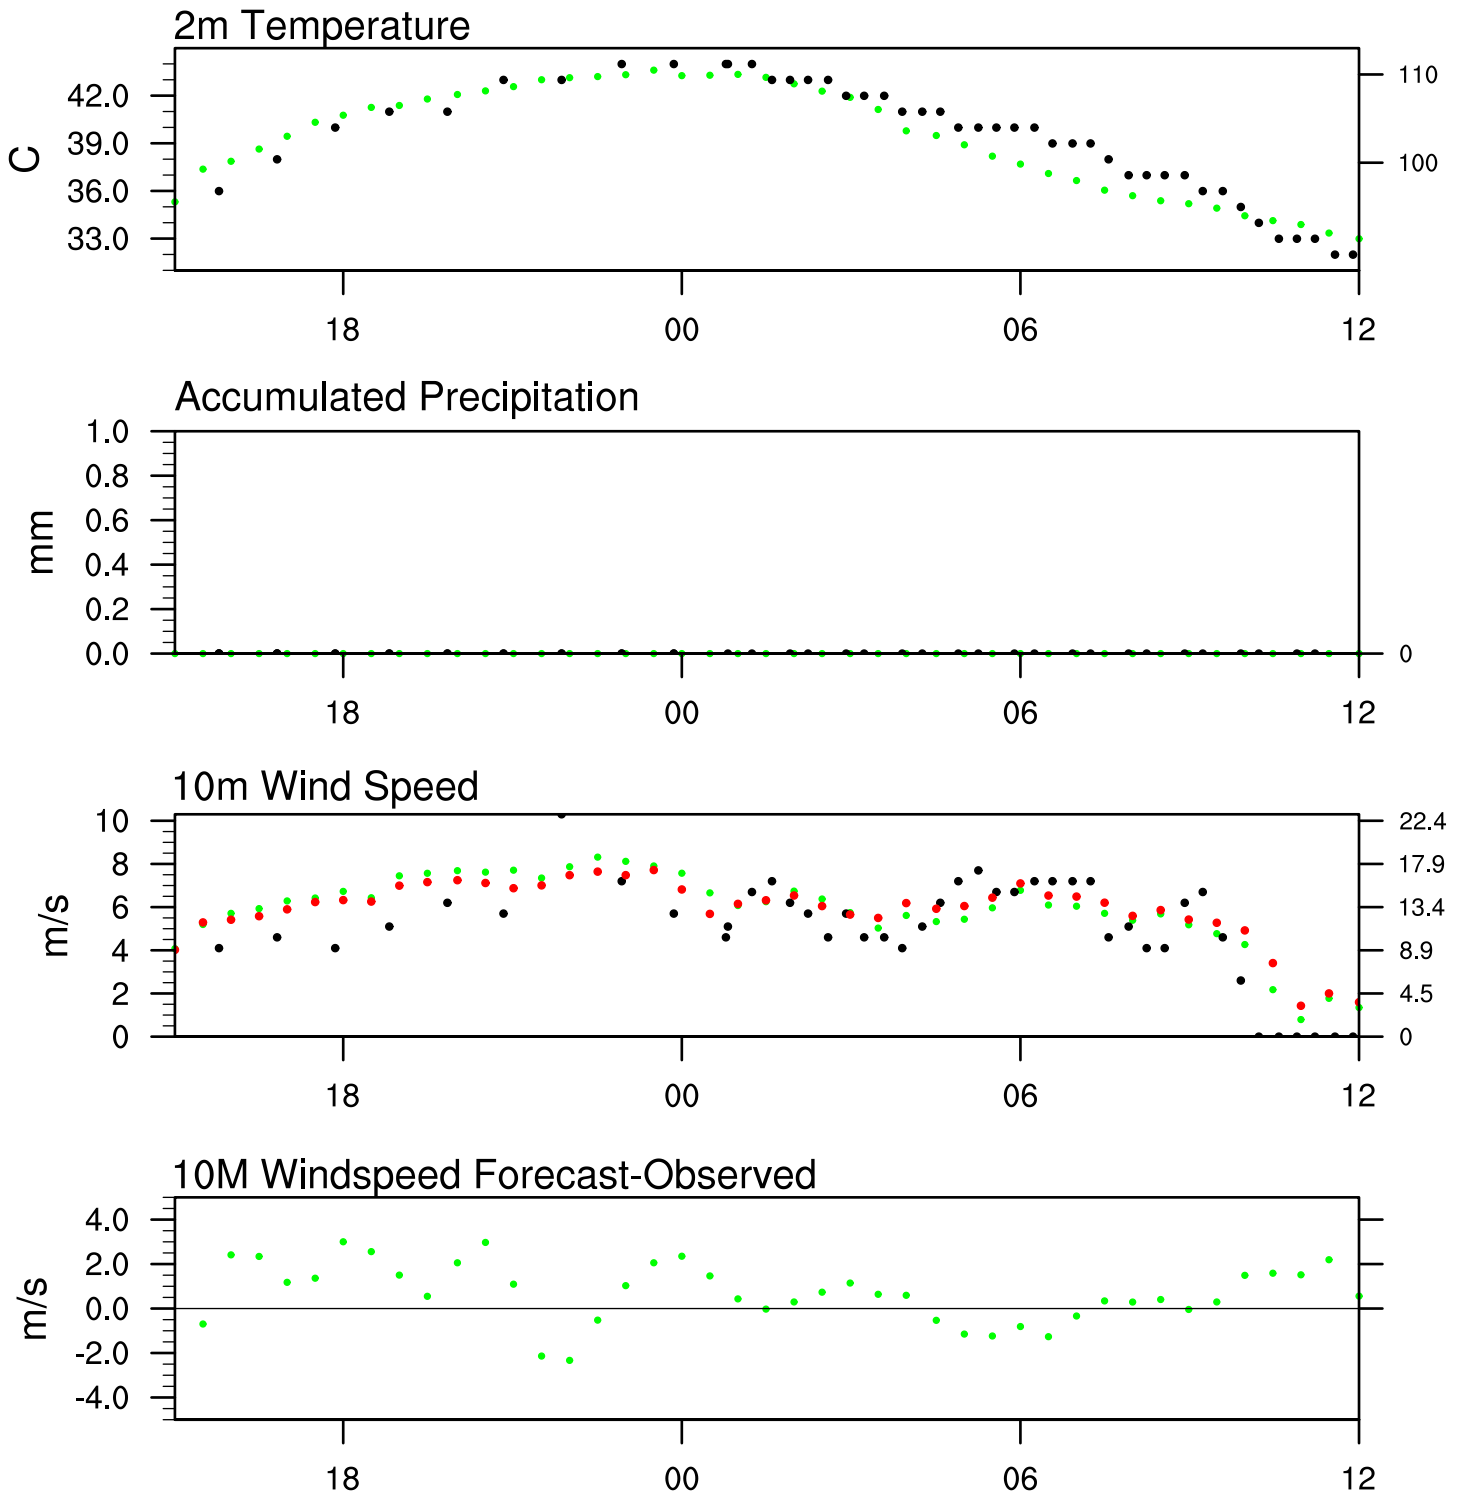 2m Temperature
42.0
39.0
36.0
33.0
C
110
100
18 00 06 12
Accumulated Precipitation
1.0
0.8
0.6
0.4
0.2
0.0
mm
0
18 00 06 12
10m Wind Speed
10
8
6
4
2
0
m/s
22.4
17.9
13.4
8.9
4.5
0
18 00 06 12
10M Windspeed Forecast-Observed
4.0
2.0
0.0
-2.0
-4.0
m/s
18 00 06 12